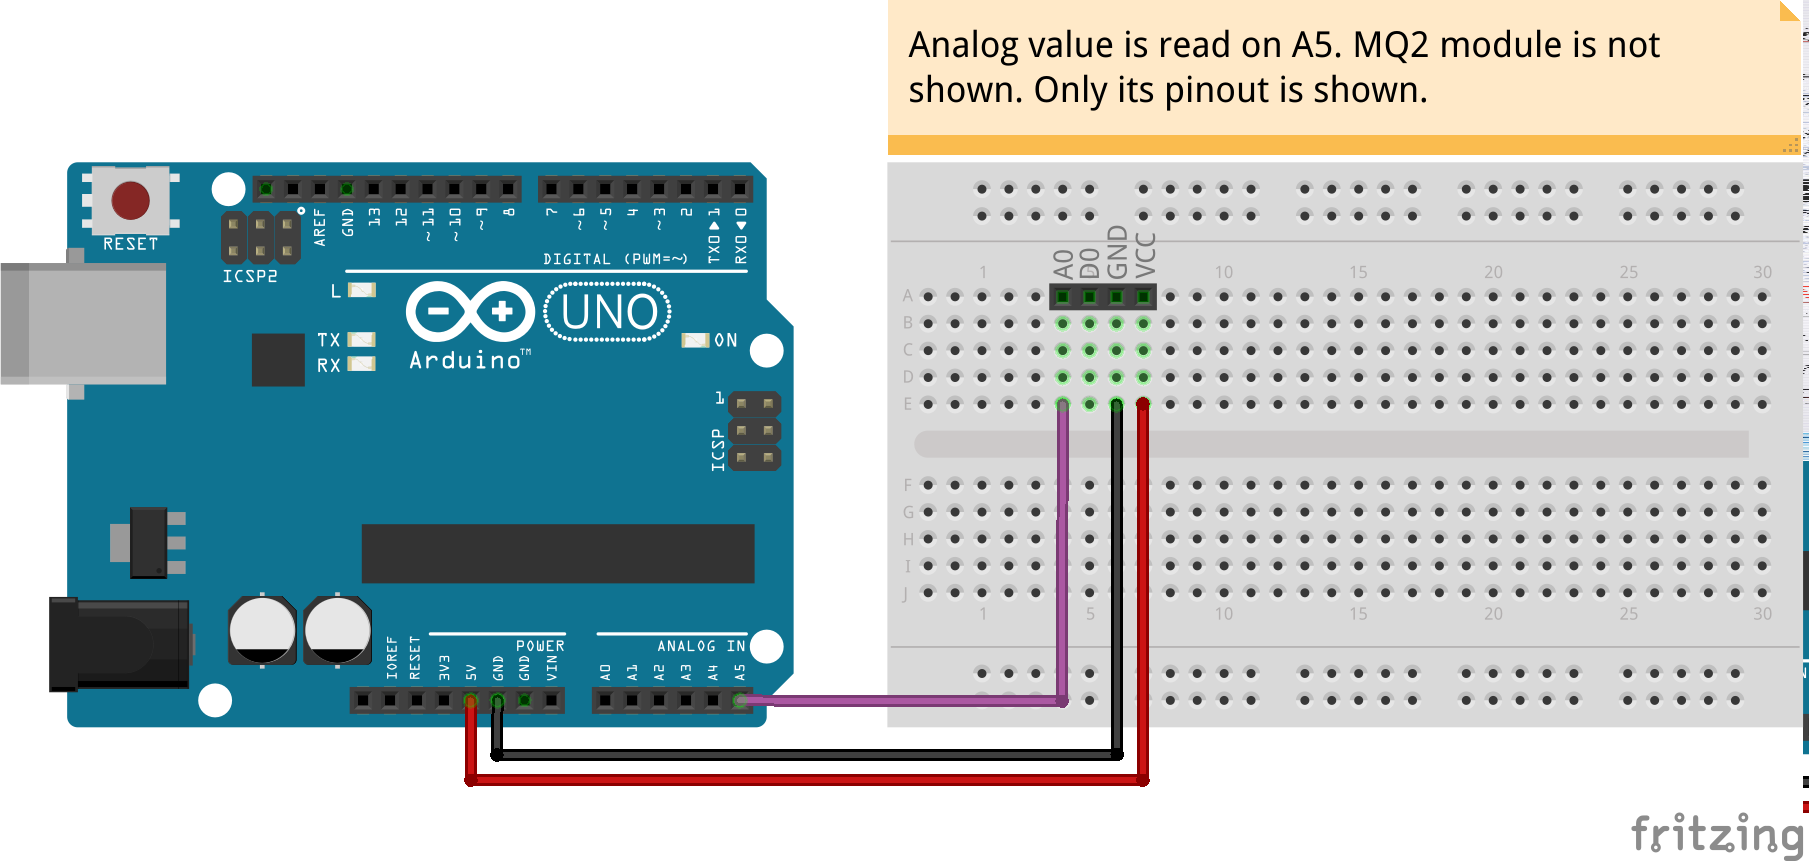 Analog value is read on A5. MQ2 module is not
shown. Only its pinout is shown.
RESET
ICSP2
AREF
GND
13
12
~11
~10
~9
8
7
~6
~5
4
~3
2
TX0▶1
RX0◀0
DIGITAL (PWM=~)
L
TX
RX
UNO
Arduino™
ON
1
ICSP
IOREF
RESET
3V3
5V
GND
GND
VIN
POWER
A0
A1
A2
A3
A4
A5
ANALOG IN
A0
D0
GND
VCC
1 10 15 20 25 30
A
B
C
D
E
F
G
H
I
J
1 5 10 15 20 25 30
fritzing